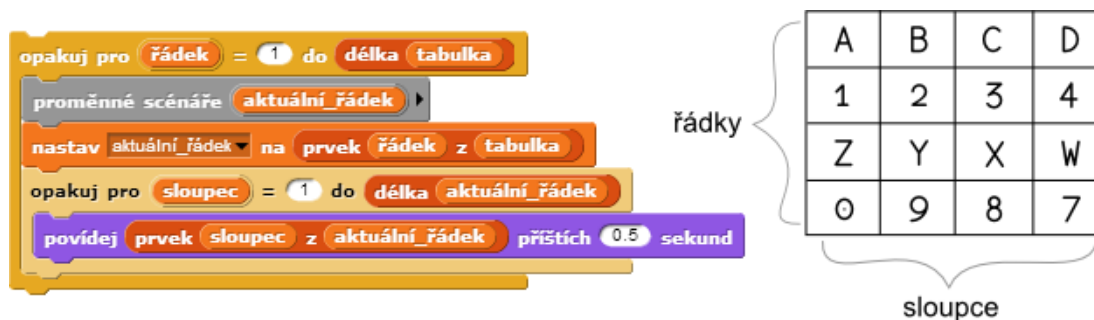 opakuj pro řádek = 1 do délka tabulka
proměnné scénáře aktuální_řádek
nastav aktuální_řádek na prvek řádek z tabulka
opakuj pro sloupec = 1 do délka aktuální_řádek
povídej prvek sloupec z aktuální_řádek příštích 0.5 sekund
řádky
A B C D
1 2 3 4
Z Y X W
0 9 8 7
sloupce